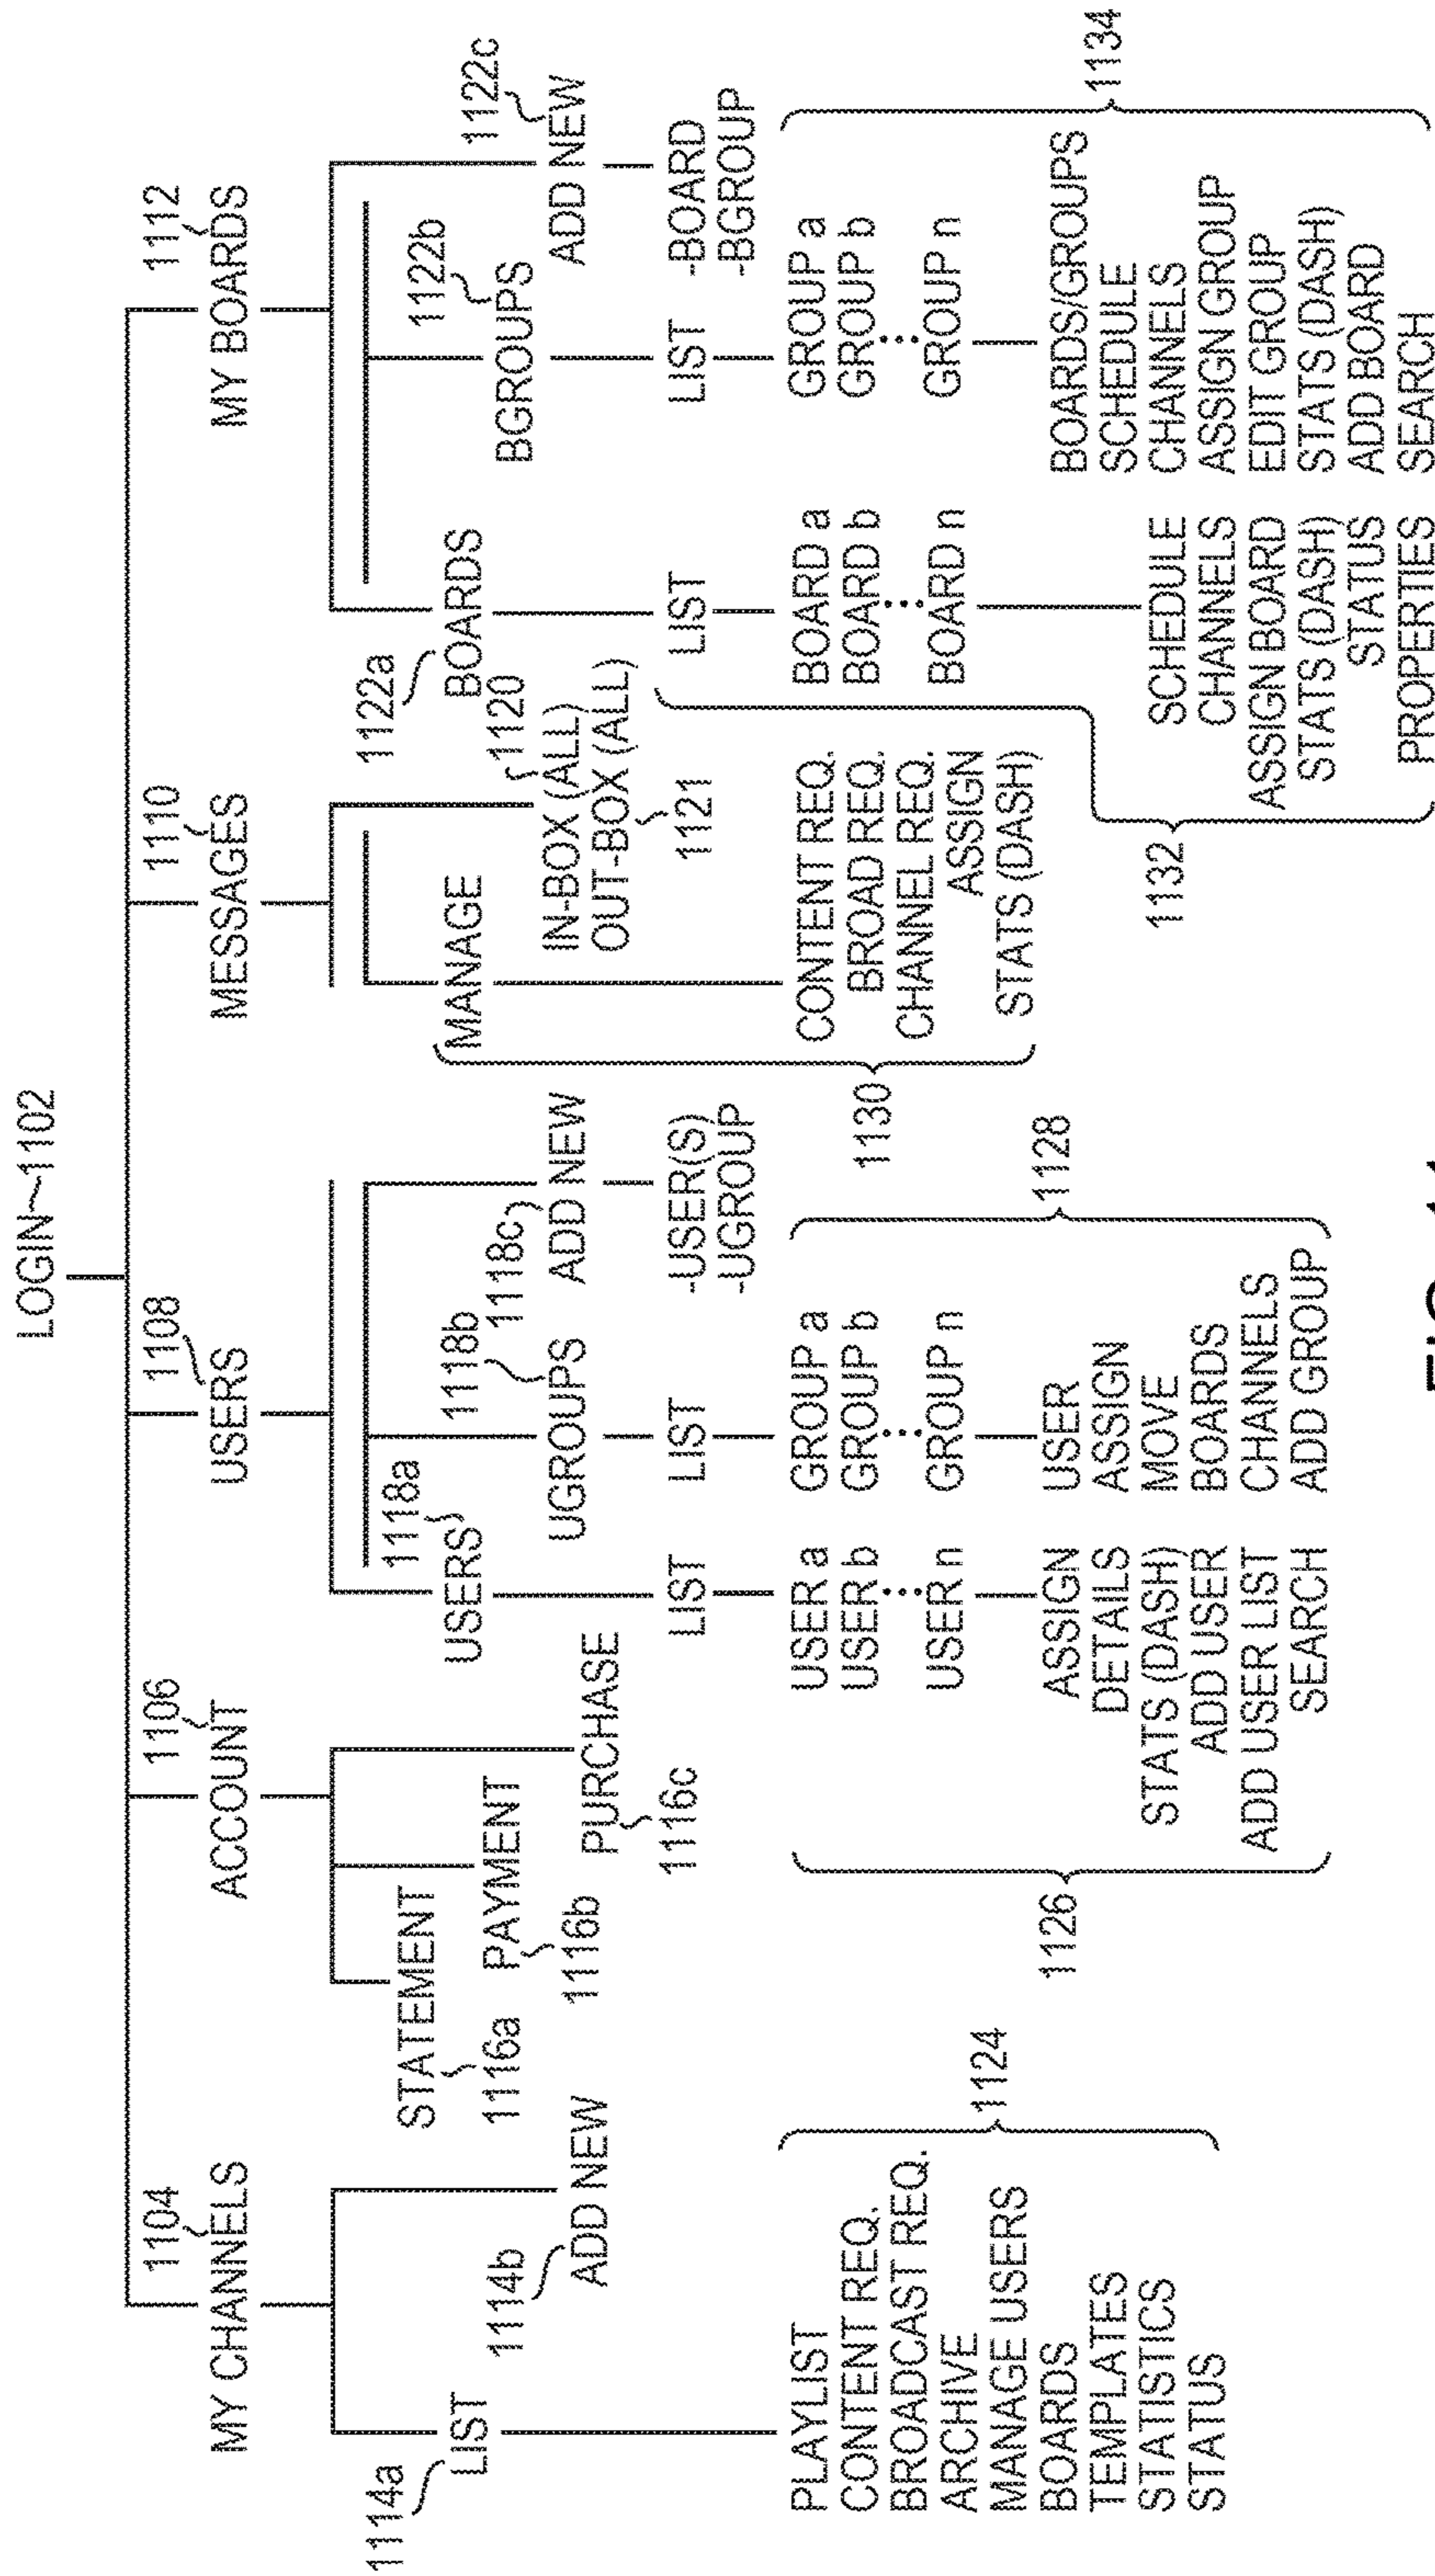 LOGIN~1102
1104
MY CHANNELS
1106
ACCOUNT
1108
USERS
1110
MESSAGES
1112
MY BOARDS
1114a
LIST
1114b
ADD NEW
PLAYLIST
CONTENT REQ.
BROADCAST REQ.
ARCHIVE
MANAGE USERS
BOARDS
TEMPLATES
STATISTICS
STATUS
1124
STATEMENT
1116a
PAYMENT
1116b
PURCHASE
1116c
1118a
USERS
LIST
USER a
USER b
USER n
ASSIGN
DETAILS
STATS (DASH)
ADD USER
ADD USER LIST
SEARCH
1126
1118b
UGROUPS
LIST
GROUP a
GROUP b
GROUP n
USER
ASSIGN
MOVE
BOARDS
CHANNELS
ADD GROUP
1128
1118c
ADD NEW
-USER(S)
-UGROUP
MANAGE
CONTENT REQ.
BROAD REQ.
CHANNEL REQ.
ASSIGN
STATS (DASH)
1130
1120
IN-BOX (ALL)
OUT-BOX (ALL)
1121
1122a
BOARDS
LIST
BOARD a
BOARD b
BOARD n
SCHEDULE
CHANNELS
ASSIGN BOARD
STATS (DASH)
STATUS
PROPERTIES
1132
1122b
BGROUPS
LIST
GROUP a
GROUP b
GROUP n
BOARDS/GROUPS
SCHEDULE
CHANNELS
ASSIGN GROUP
EDIT GROUP
STATS (DASH)
ADD BOARD
SEARCH
1134
1122c
ADD NEW
-BOARD
-BGROUP